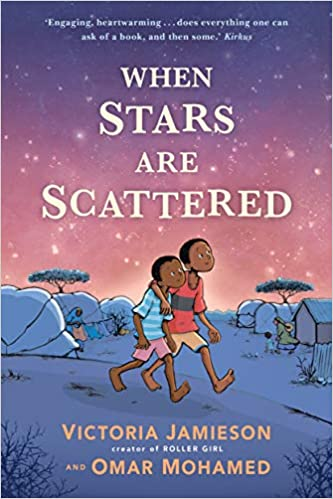 ‘Engaging, heartwarming . . . does everything one can
ask of a book, and then some.’ Kirkus
WHEN
STARS
ARE
SCATTERED
VICTORIA JAMIESON
creator of ROLLER GIRL
AND OMAR MOHAMED